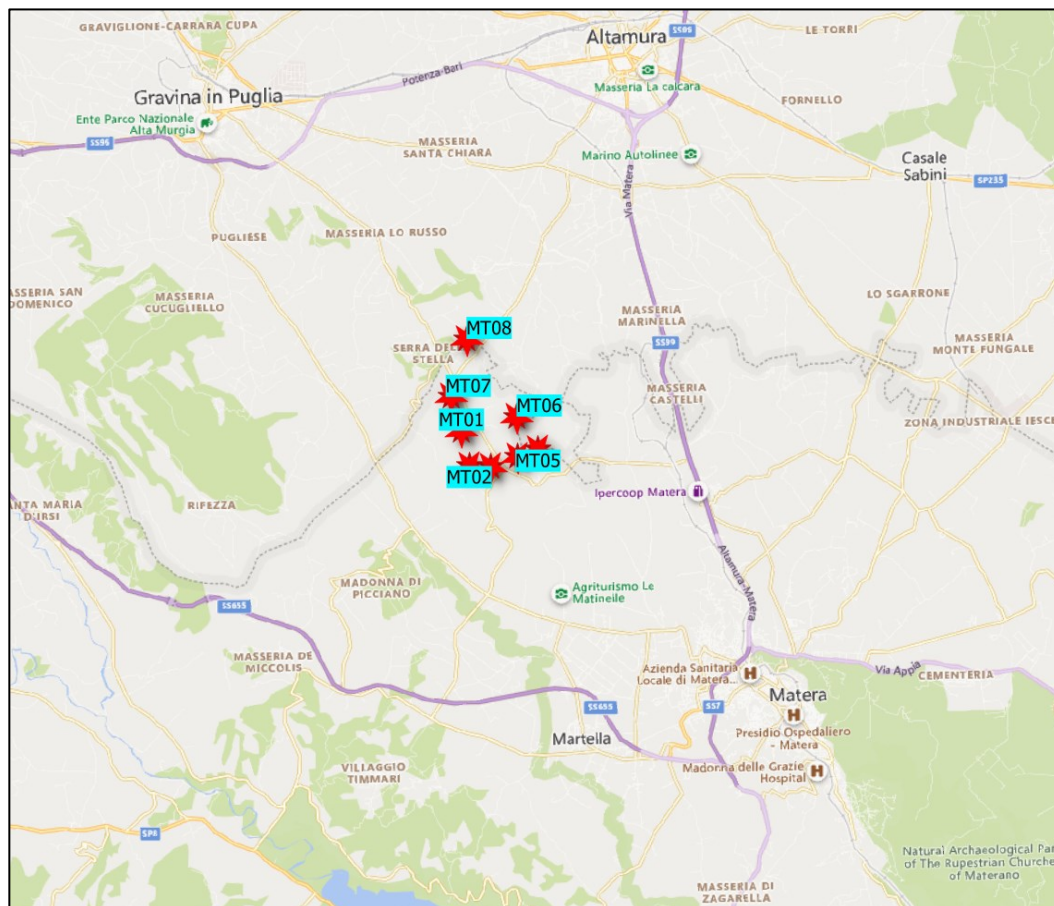 GRAVIGLIONE-CARRARA CUPA
Altamura
SS96
LE TORRI
Potenza-Bari
Masseria La calcara
Gravina in Puglia
FORNELLO
Ente Parco Nazionale
Alta Murgia
SS96
MASSERIA
SANTA CHIARA
Marino Autolinee
Casale
Sabini
SP235
Via Matera
PUGLIESE
MASSERIA LO RUSSO
MASSERIA
CUCUGLIELLO
ASSERIA SAN
DOMENICO
LO SGARRONE
MASSERIA
MARINELLA
MT08
SERRA DE
STELLA
SS99
MASSERIA
MONTE FUNGALE
MT07
MASSERIA
CASTELLI
MT06
MT01
ZONA INDUSTRIALE IESCE
MT05
MT02
Ipercoop Matera
ANTA MARIA
D'IRSI
RIFEZZA
Altamura-Matera
MADONNA DI
PICCIANO
Agriturismo Le
Matinelle
SS655
MASSERIA DE
MICCOLIS
Azienda Sanitaria
Locale di Matera...
Via Appia
CEMENTERIA
Matera
SS655
SS7
Martella
Presidio Ospedaliero
- Matera
VILLAGGIO
TIMMARI
Madonna delle Grazie
Hospital
SP8
Natural Archaeological Par
of The Rupestrian Churche
of Materano
MASSERIA DI
ZAGARELLA